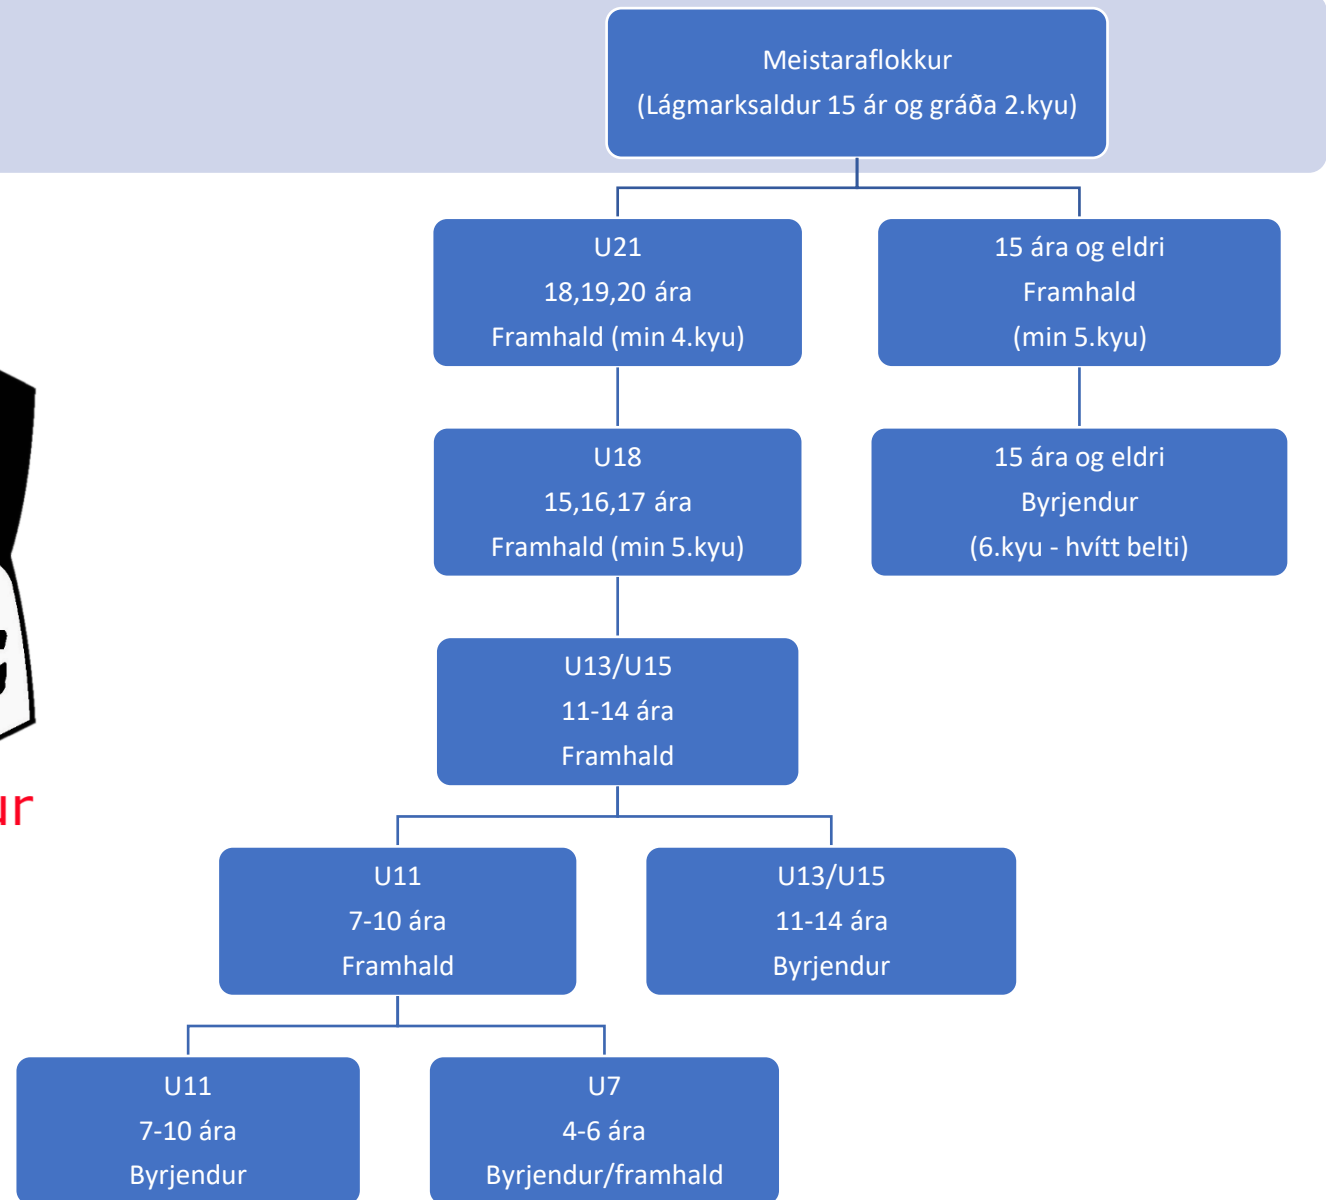 Meistaraflokkur
(Lágmarksaldur 15 ár og gráða 2.kyu)
U21
18,19,20 ára
Framhald (min 4.kyu)
15 ára og eldri
Framhald
(min 5.kyu)
U18
15,16,17 ára
Framhald (min 5.kyu)
15 ára og eldri
Byrjendur
(6.kyu - hvítt belti)
U13/U15
11-14 ára
Framhald
U11
7-10 ára
Framhald
U13/U15
11-14 ára
Byrjendur
U11
7-10 ára
Byrjendur
U7
4-6 ára
Byrjendur/framhald